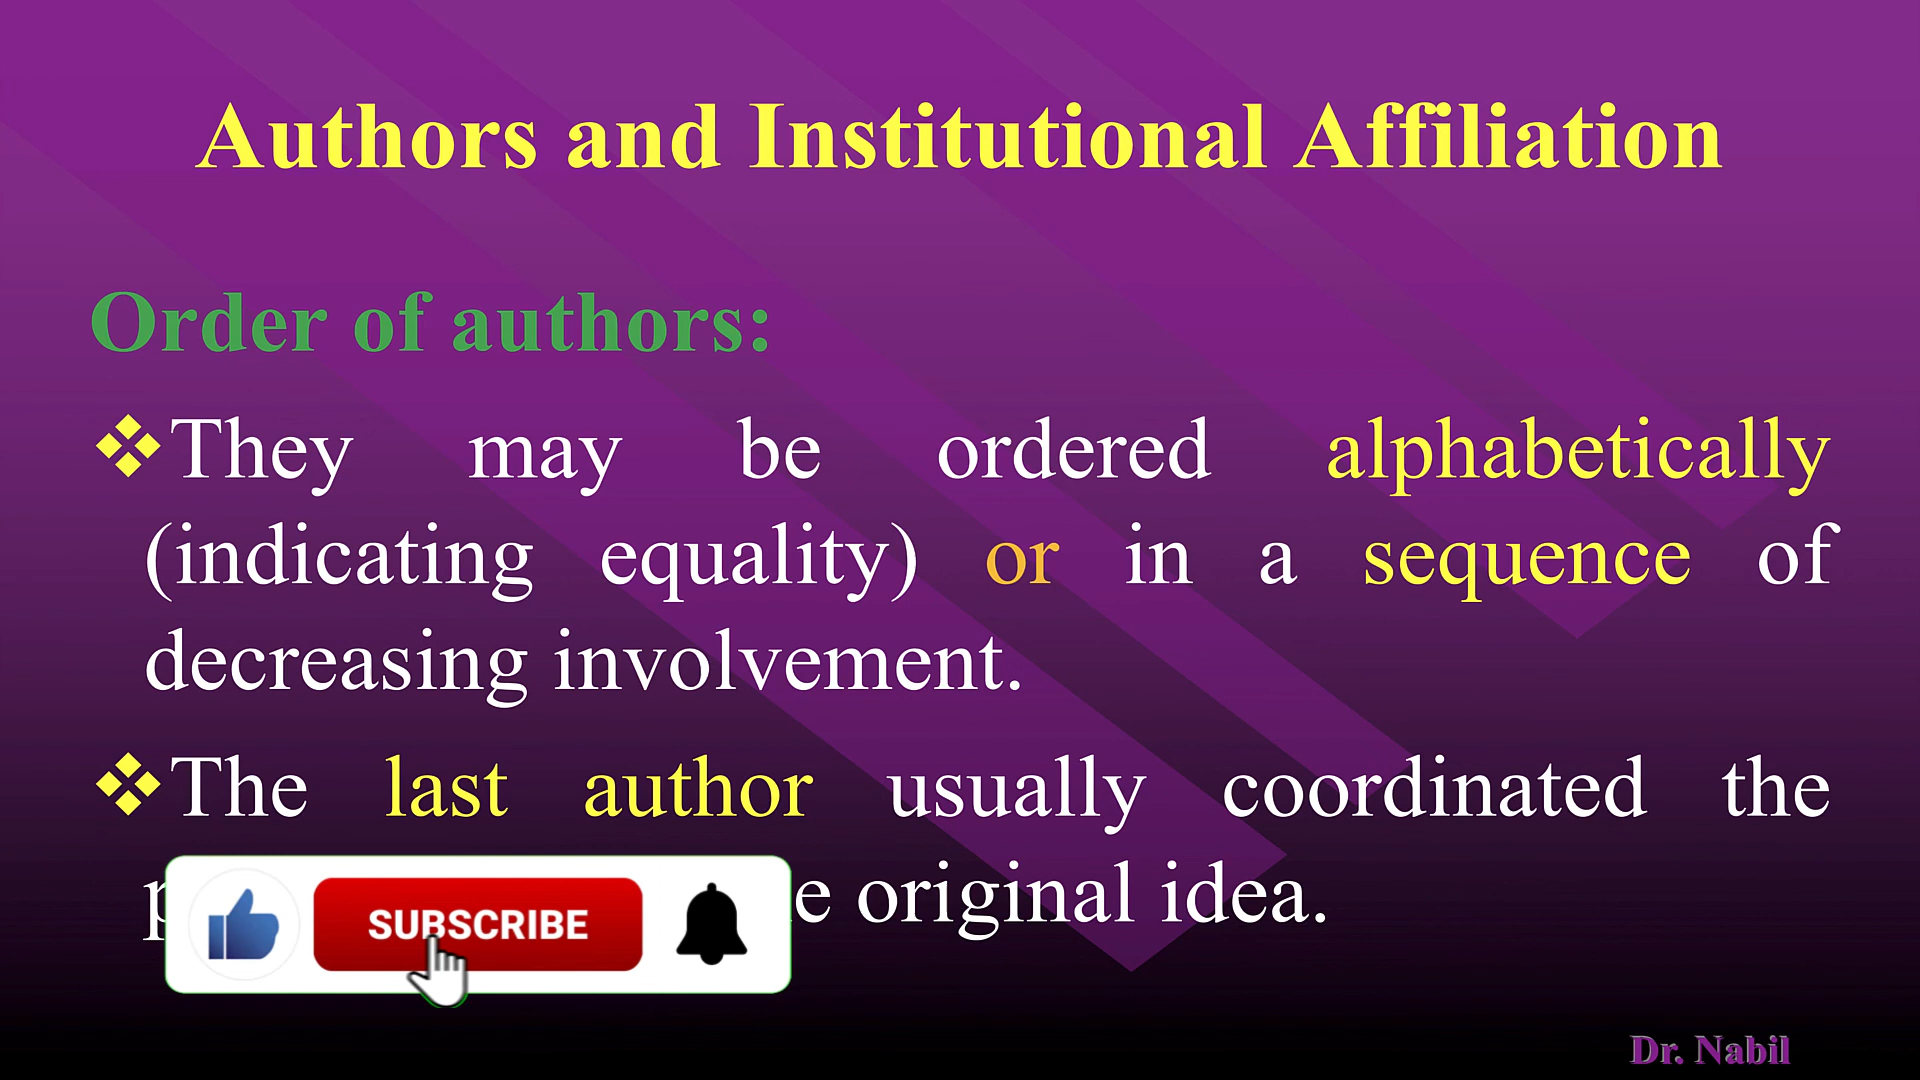 Authors and Institutional Affiliation
Order of authors:
❖They may be ordered alphabetically
(indicating equality) or in a sequence of
decreasing involvement.
❖The last author usually coordinated the
original idea.
SUBSCRIBE
Dr. Nabil